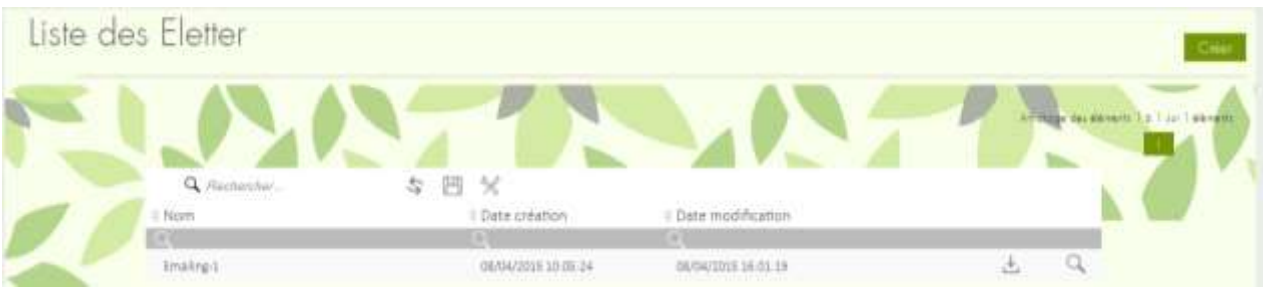 Liste des Eletter
Créer
Affichage des éléments 1 à 1 sur 1 éléments
1
Rechercher...
Nom Date création Date modification
Emailing-1 08/04/2015 10:05:24 08/04/2015 16:01:19